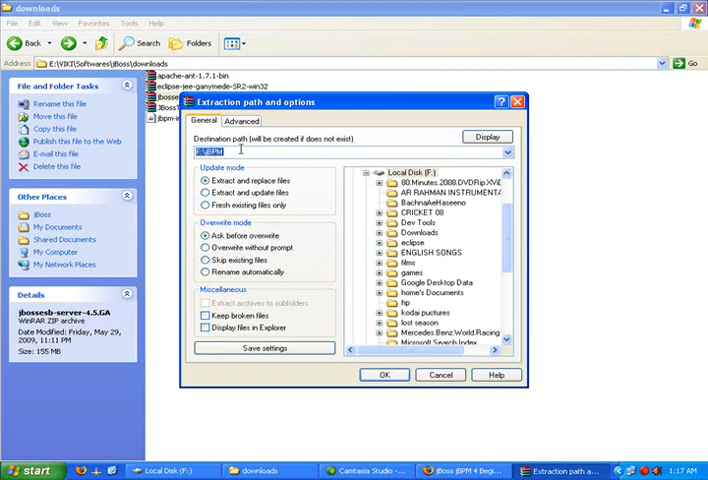 downloads
File Edit View Favorites Tools Help
Back Search Folders
Address E:\VIKI\Softwares\jBoss\downloads Go
File and Folder Tasks
Rename this file
Move this file
Copy this file
Publish this file to the Web
E-mail this file
Delete this file
Other Places
jBoss
My Documents
Shared Documents
My Computer
My Network Places
Details
jbossesb-server-4.5.GA
WinRAR ZIP archive
Date Modified: Friday, May 29, 2009, 11:11 PM
Size: 155 MB
apache-ant-1.7.1-bin
eclipse-jee-ganymede-SR2-win32
Extraction path and options
General Advanced
Destination path (will be created if does not exist)
Display
F:\jBPM
Update mode
Extract and replace files
Extract and update files
Fresh existing files only
Overwrite mode
Ask before overwrite
Overwrite without prompt
Skip existing files
Rename automatically
Miscellaneous
Extract archives to subfolders
Keep broken files
Display files in Explorer
Save settings
Local Disk (F:)
80.Minutes.2008.DVDRip.XviD
AR RAHMAN INSTRUMENTA
BachnaAeHaseeno
CRICKET 08
Dev Tools
Downloads
eclipse
ENGLISH SONGS
films
games
Google Desktop Data
home's Documents
hp
kodai puctures
lost season
Mercedes.Benz.World.Racing
Microsoft Search Index
OK Cancel Help
start
Local Disk (F:)
downloads
Camtasia Studio -...
jBoss jBPM 4 Begi...
Extraction path a...
1:17 AM